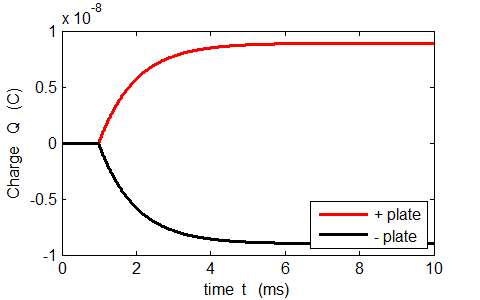 x 10^-8
1
0.5
0
-0.5
-1
Charge Q (C)
0 2 4 6 8 10
time t (ms)
+ plate
- plate